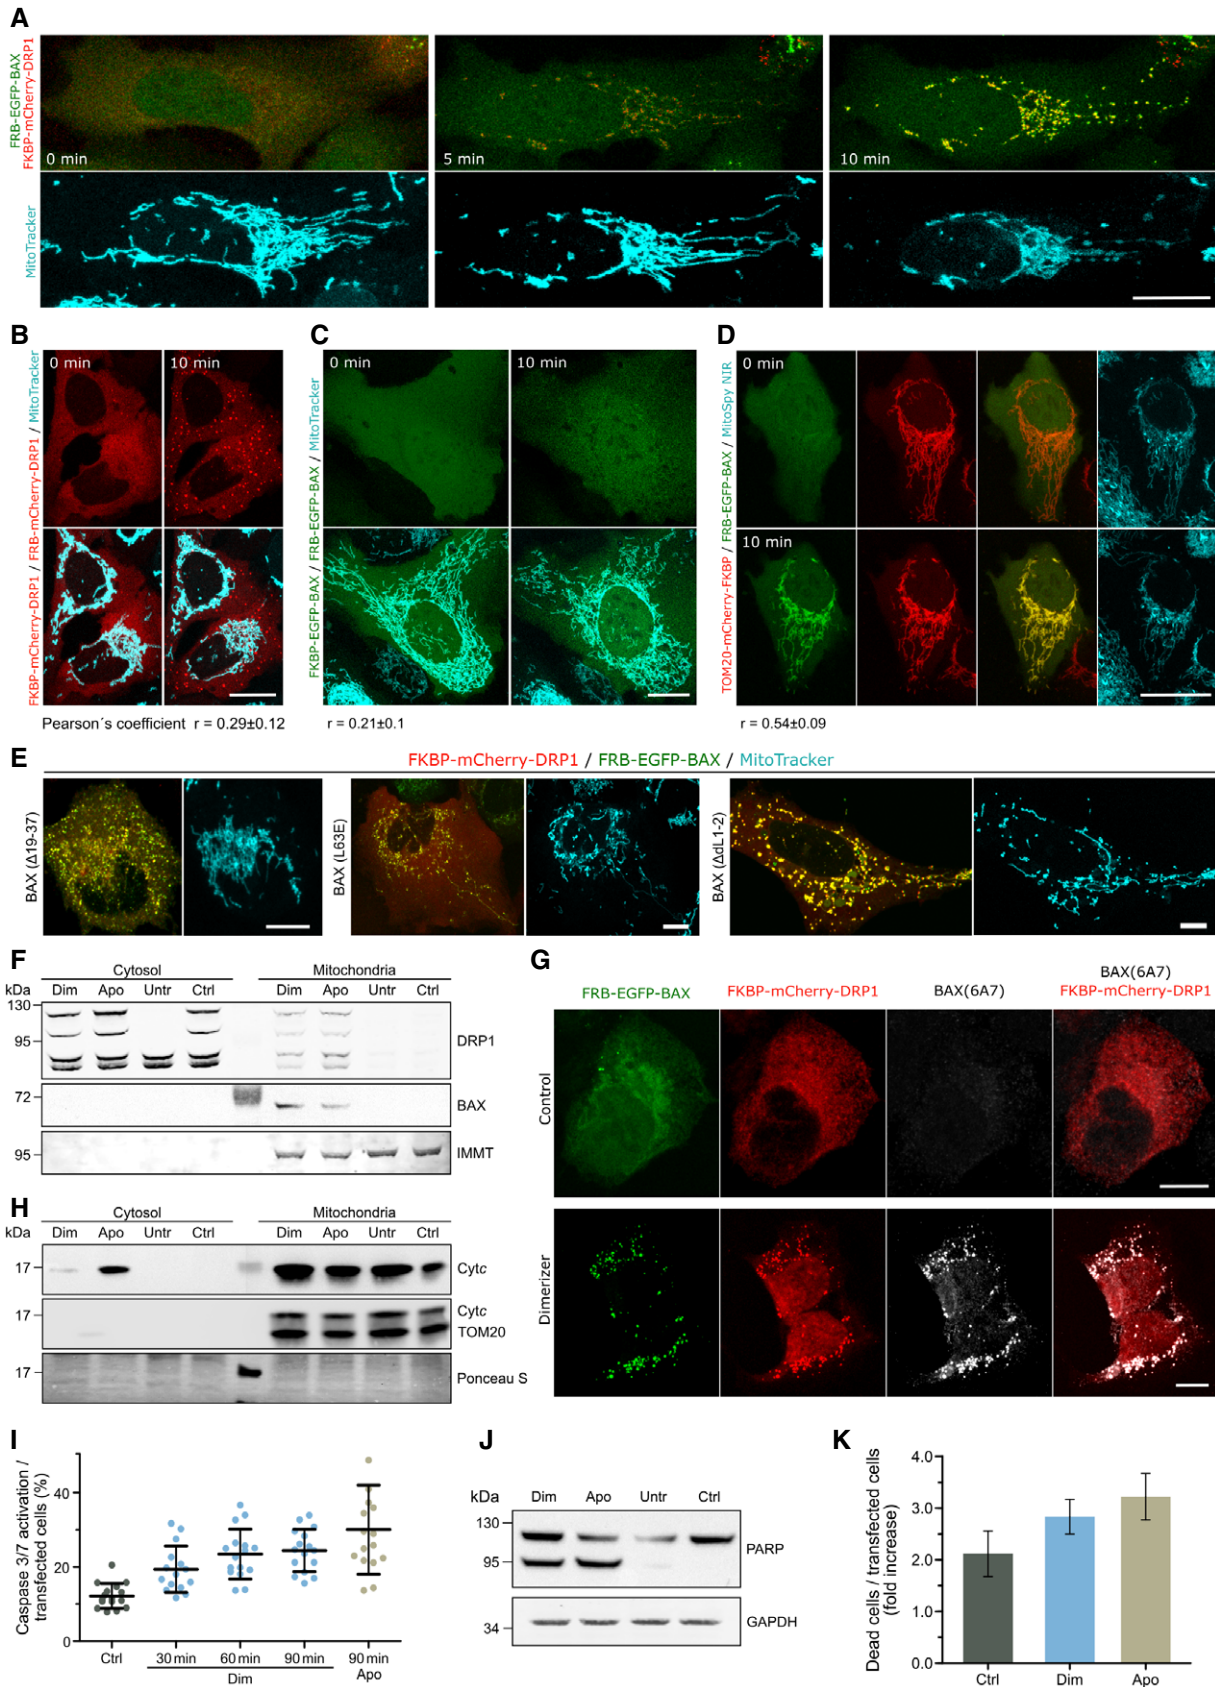 A
FRB-EGFP-BAX
FKBP-mCherry-DRP1
0 min
5 min
10 min
MitoTracker
B
C
D
FKBP-mCherry-DRP1 / FRB-mCherry-DRP1 / MitoTracker
0 min
10 min
FKBP-EGFP-BAX / FRB-EGFP-BAX / MitoTracker
0 min
10 min
TOM20-mCherry-FKBP / FRB-EGFP-BAX / MitoSpy NIR
0 min
10 min
Pearson´s coefficient r = 0.29±0.12
r = 0.21±0.1
r = 0.54±0.09
E
FKBP-mCherry-DRP1 / FRB-EGFP-BAX / MitoTracker
BAX (Δ19-37)
BAX (L63E)
BAX (ΔdL1-2)
F
Cytosol Mitochondria
kDa Dim Apo Untr Ctrl Dim Apo Untr Ctrl
130
95
DRP1
72
BAX
95
IMMT
G
FRB-EGFP-BAX
FKBP-mCherry-DRP1
BAX(6A7)
BAX(6A7)
FKBP-mCherry-DRP1
Control
Dimerizer
H
Cytosol Mitochondria
kDa Dim Apo Untr Ctrl Dim Apo Untr Ctrl
17
Cytc
17
Cytc
TOM20
17
Ponceau S
I
Caspase 3/7 activation /
transfected cells (%)
40
20
0
Ctrl 30 min 60 min 90 min 90 min
Dim Apo
J
kDa Dim Apo Untr Ctrl
130
95
PARP
34
GAPDH
K
Dead cells / transfected cells
(fold increase)
4.0
3.0
2.0
1.0
0.0
Ctrl Dim Apo